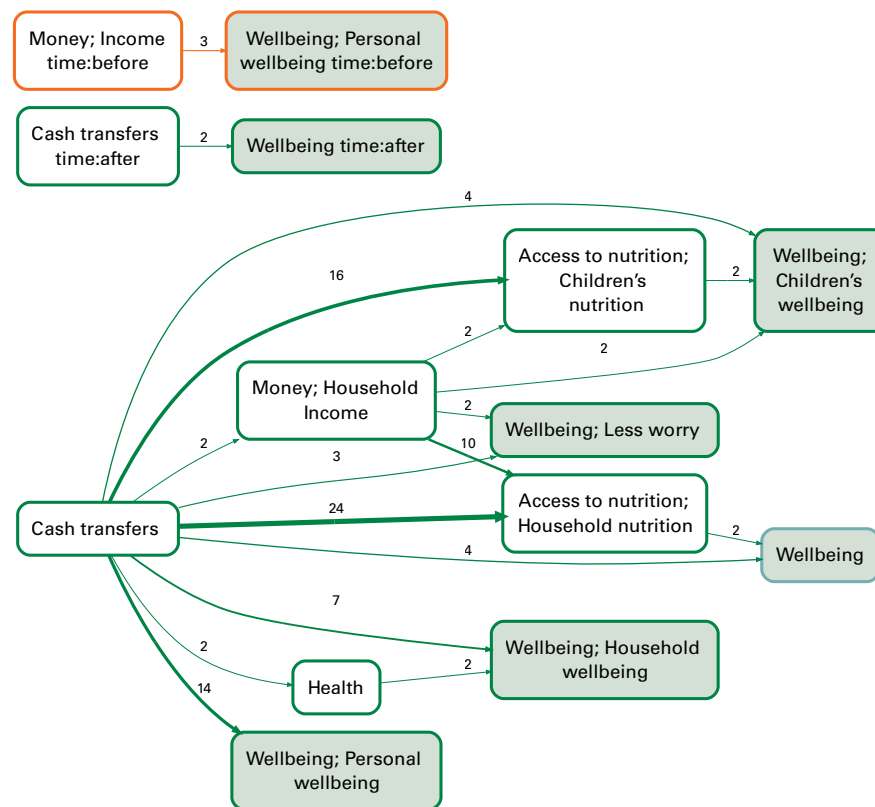 Money; Income
time:before
3
Wellbeing; Personal
wellbeing time:before
Cash transfers
time:after
2
Wellbeing time:after
4
16
Access to nutrition;
Children's
nutrition
2
Wellbeing;
Children's
wellbeing
2
2
Money; Household
Income
2
Wellbeing; Less worry
2
3
10
Cash transfers
24
Access to nutrition;
Household nutrition
2
4
Wellbeing
7
Wellbeing; Household
wellbeing
2
2
Health
14
Wellbeing; Personal
wellbeing